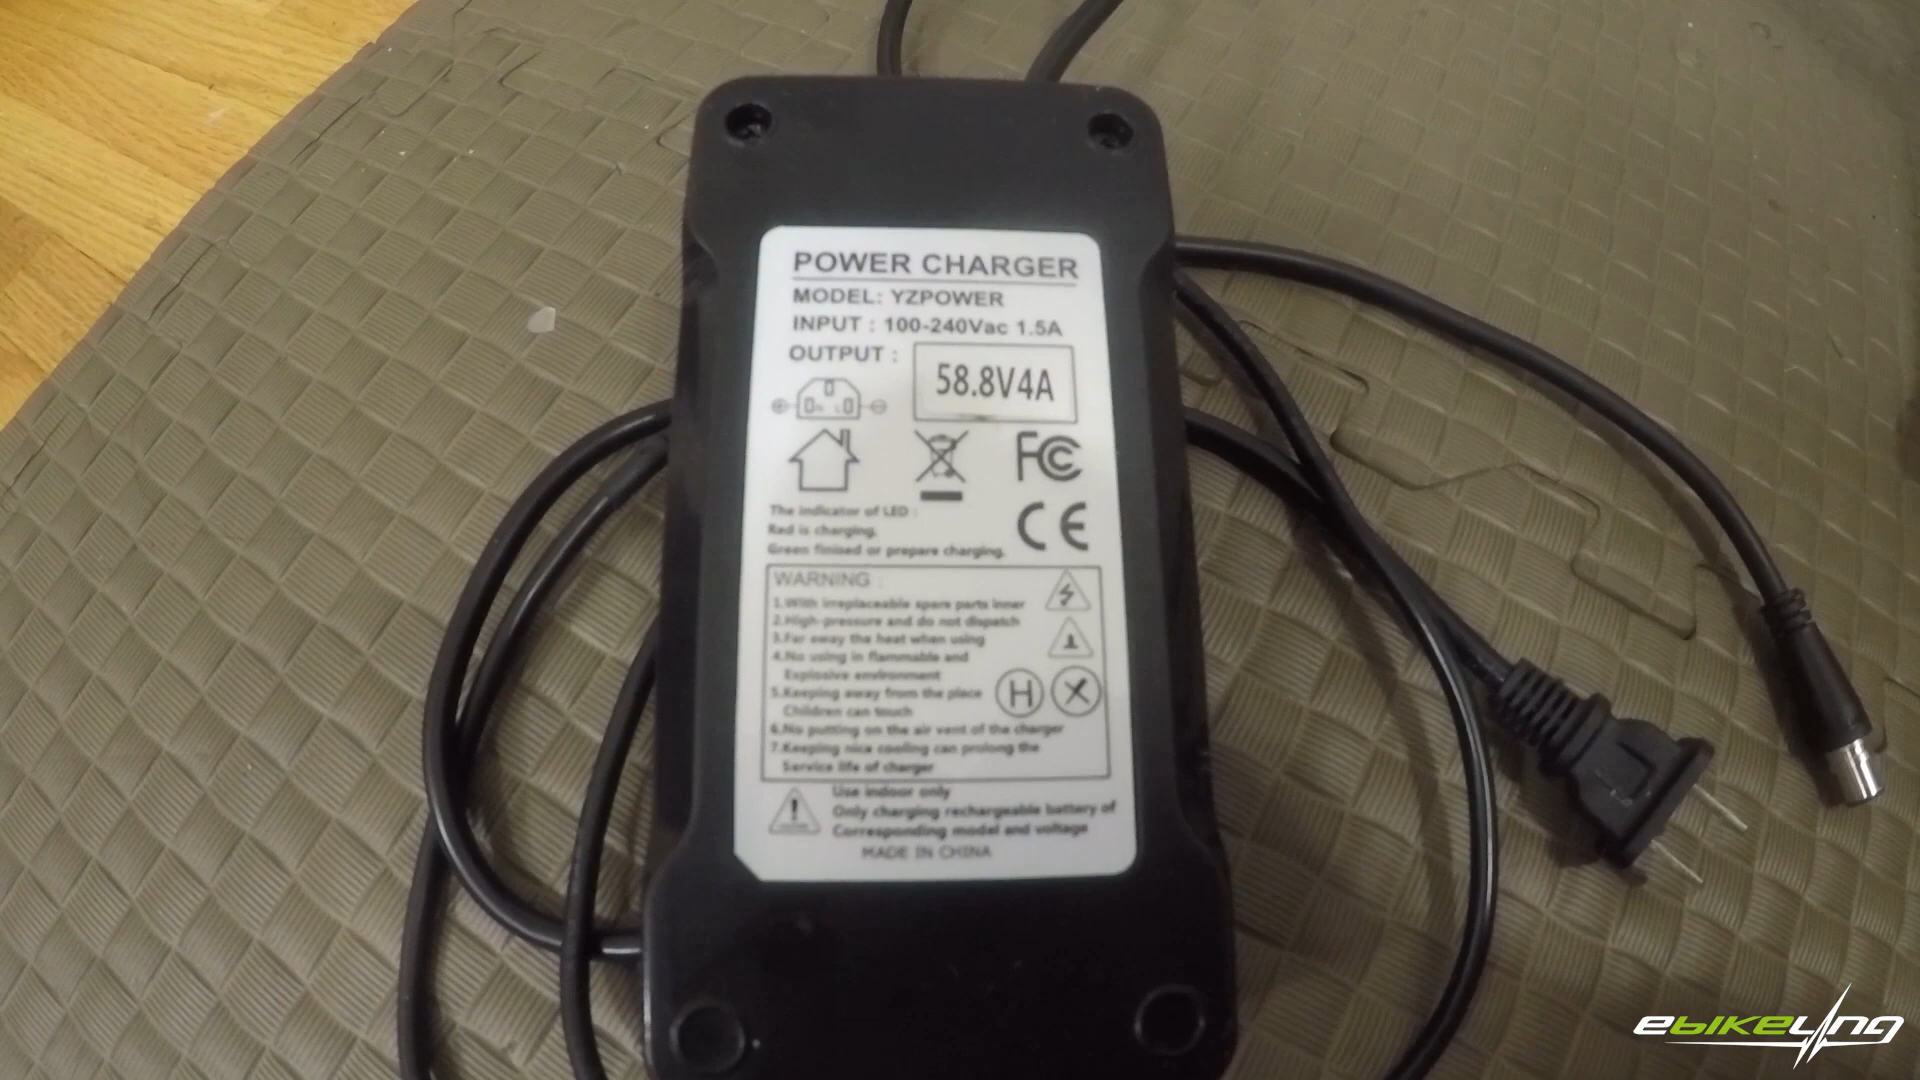 POWER CHARGER
MODEL: YZPOWER
INPUT : 100-240Vac 1.5A
OUTPUT :
58.8V4A
N L
FC
CE
The indicator of LED :
Red is charging.
Green finised or prepare charging.
WARNING :
1.With irreplaceable spare parts inner
2.High-pressure and do not dispatch
3.Far eway the heat when using
4.No using in flammable and
Explosive environment
5.Keeping away from the place
Children can touch
H
6.No putting on the air vent of the charger
7.Keeping nice cooling can prolong the
Service life of charger
!
Use indoor only
Only charging rechargeable battery of
Corresponding model and voltage
MADE IN CHINA
ebikeling